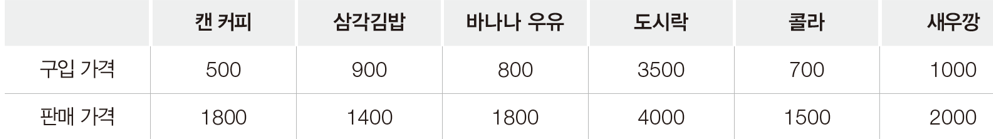 캔 커피 삼각김밥 바나나 우유 도시락 콜라 새우깡
구입 가격 500 900 800 3500 700 1000
판매 가격 1800 1400 1800 4000 1500 2000